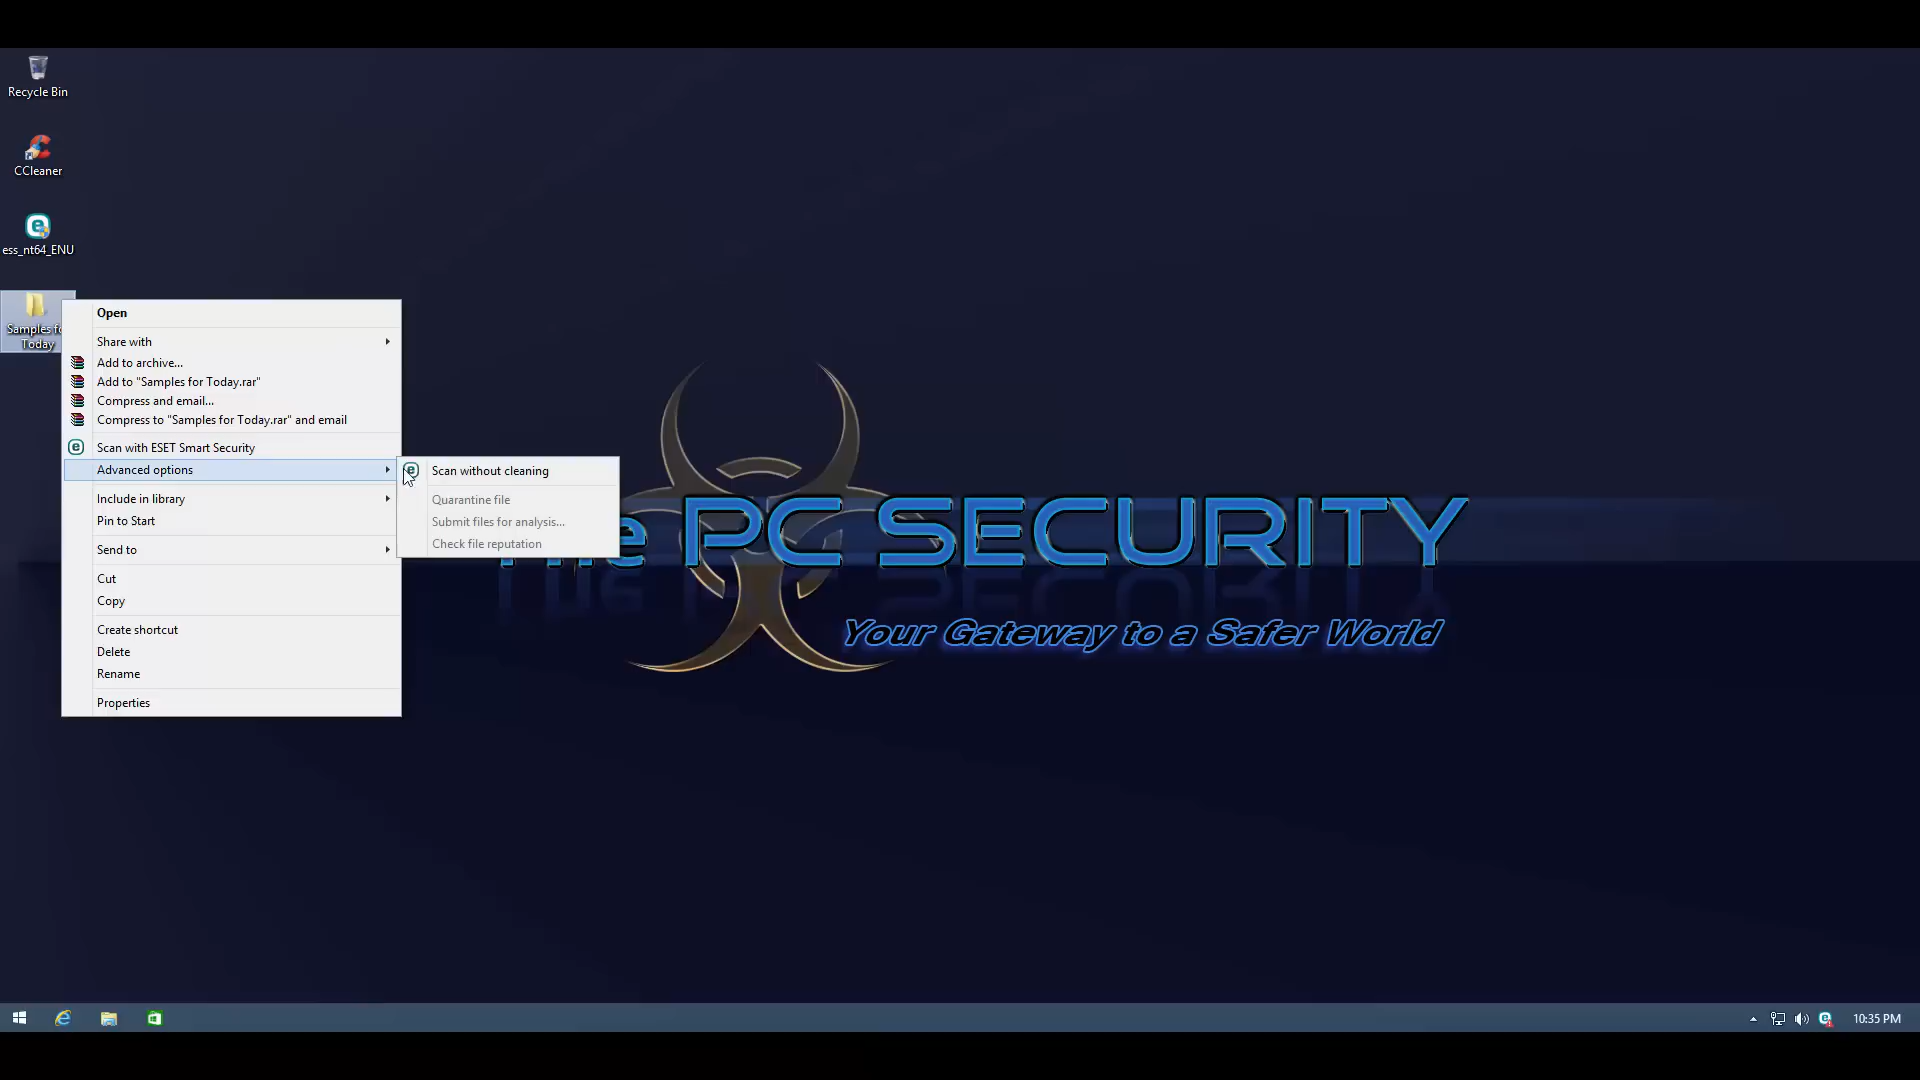 Recycle Bin
CCleaner
ess_nt64_ENU
Samples fo
Today
Open
Share with
Add to archive...
Add to "Samples for Today.rar"
Compress and email...
Compress to "Samples for Today.rar" and email
Scan with ESET Smart Security
Advanced options
Include in library
Pin to Start
Send to
Cut
Copy
Create shortcut
Delete
Rename
Properties
Scan without cleaning
Quarantine file
Submit files for analysis...
Check file reputation
PC SECURITY
Your Gateway to a Safer World
10:35 PM